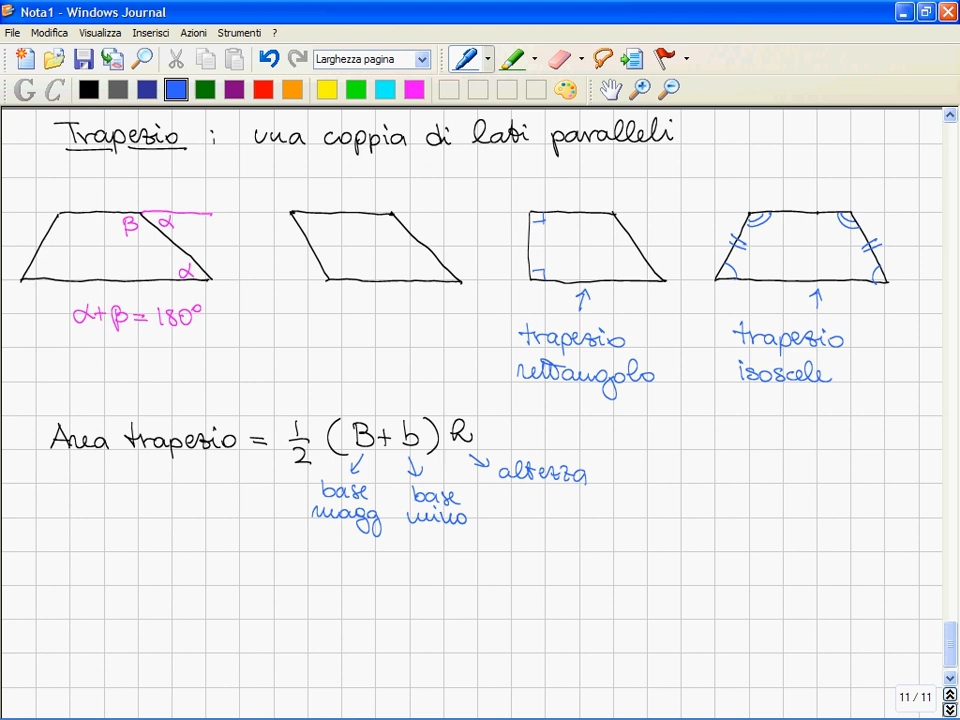 Nota1 - Windows Journal
File Modifica Visualizza Inserisci Azioni Strumenti ?
Larghezza pagina
G C
Trapezio : una coppia di lati paralleli
β α
α
α+β = 180°
trapezio
rettangolo
trapezio
isoscele
Area trapezio = 1/2 (B+b) h
altezza
base
magg
base
mino
11 / 11